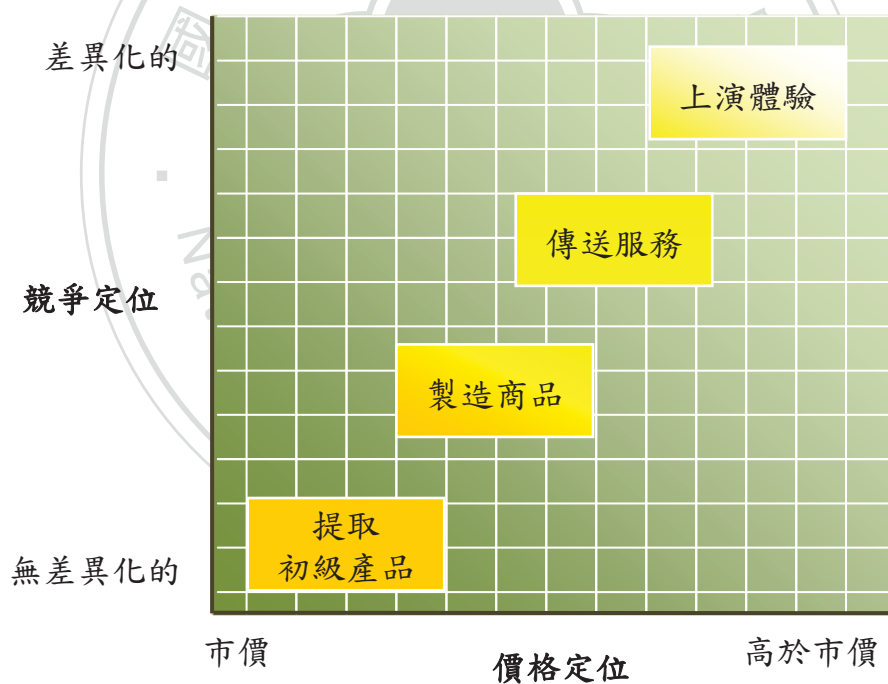 差異化的
上演體驗
傳送服務
競爭定位
製造商品
提取
初級產品
無差異化的
市價
價格定位
高於市價
國
Na